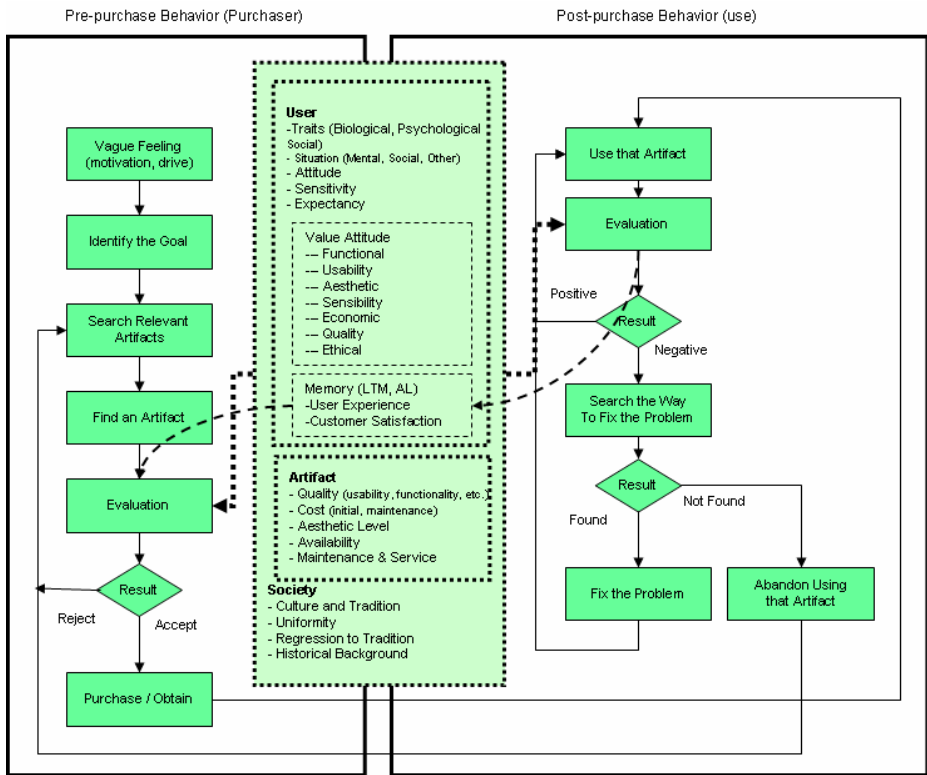 Pre-purchase Behavior (Purchaser)
Post-purchase Behavior (use)
Vague Feeling
(motivation, drive)
Identify the Goal
Search Relevant
Artifacts
Find an Artifact
Evaluation
Result
Reject
Accept
Purchase / Obtain
User
-Traits (Biological, Psychological
Social)
- Situation (Mental, Social, Other)
- Attitude
- Sensitivity
- Expectancy
Value Attitude
--- Functional
--- Usability
--- Aesthetic
--- Sensibility
--- Economic
--- Quality
--- Ethical
Memory (LTM, AL)
-User Experience
-Customer Satisfaction
Artifact
- Quality (usability, functionality, etc.)
- Cost (initial, maintenance)
- Aesthetic Level
- Availability
- Maintenance & Service
Society
- Culture and Tradition
- Uniformity
- Regression to Tradition
- Historical Background
Use that Artifact
Evaluation
Positive
Result
Negative
Search the Way
To Fix the Problem
Result
Not Found
Found
Fix the Problem
Abandon Using
that Artifact